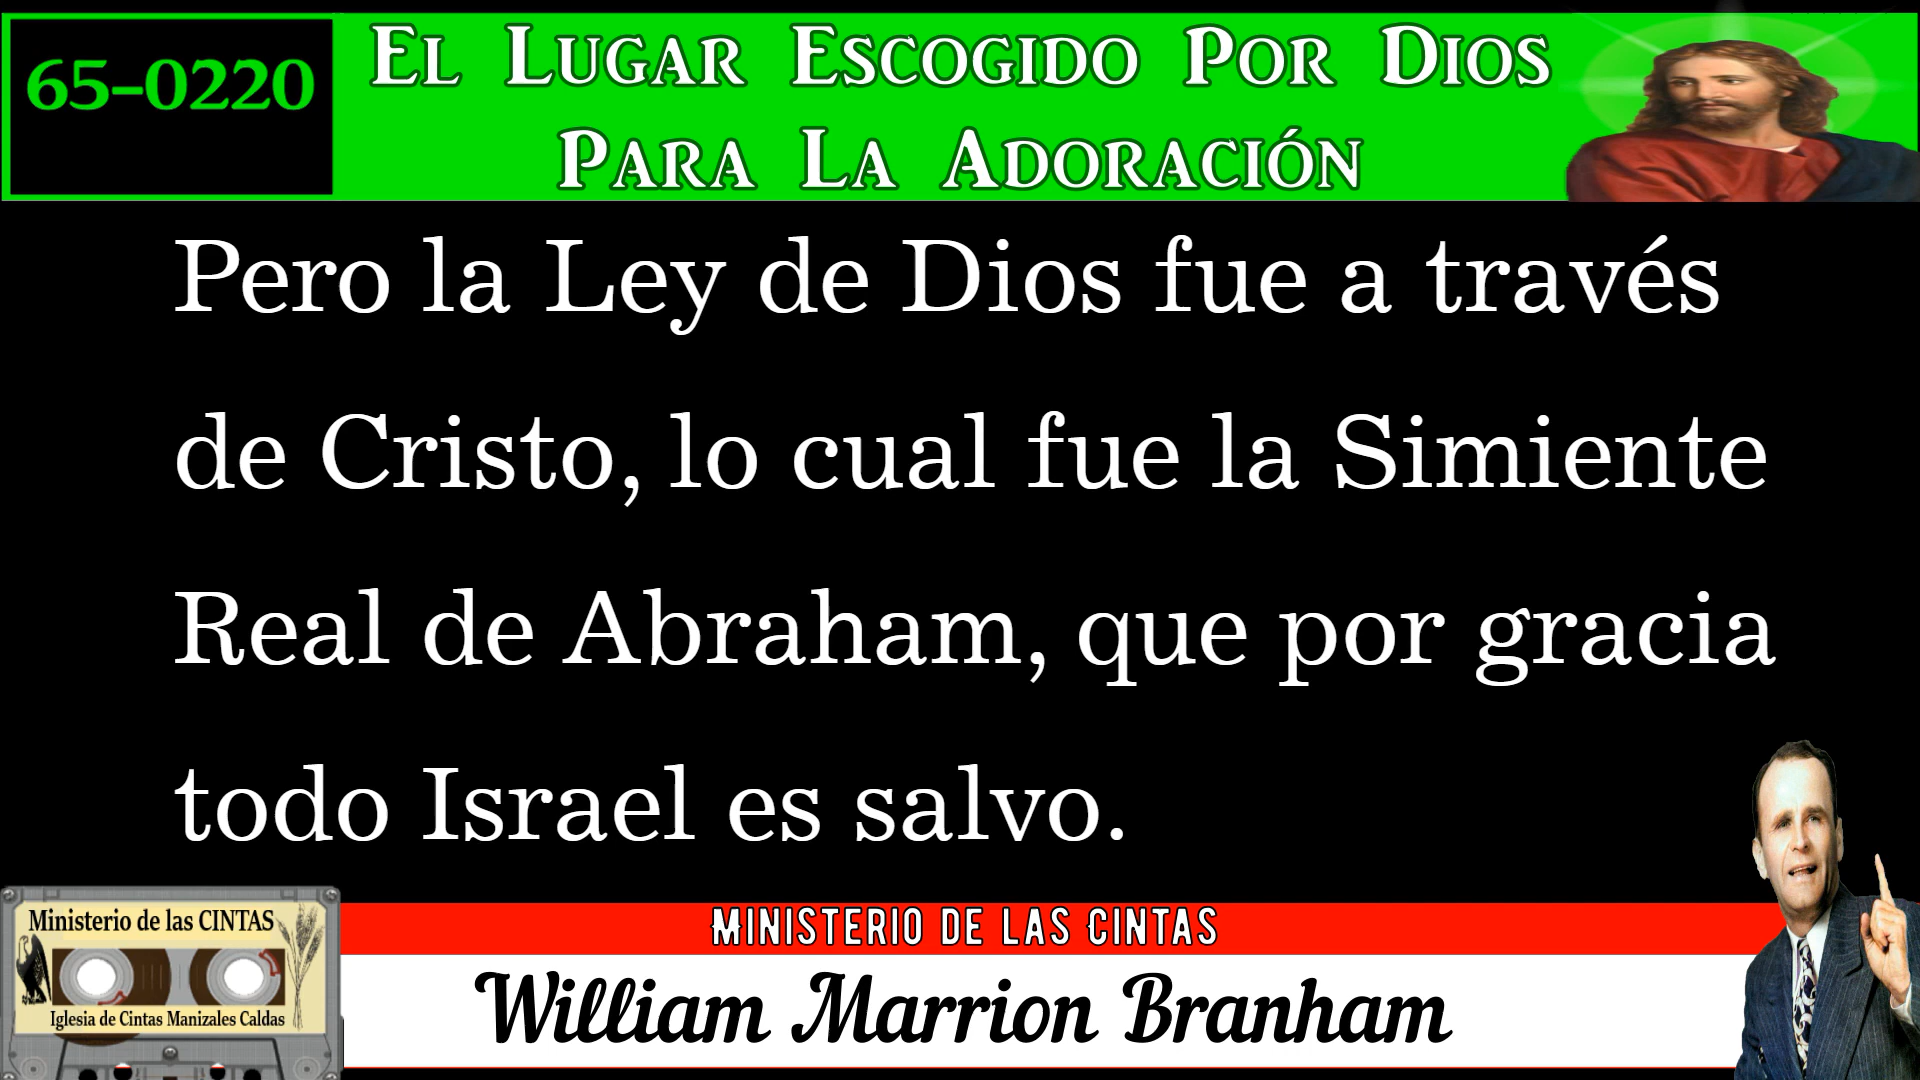 65-0220
El Lugar Escogido Por Dios
Para La Adoración
Pero la Ley de Dios fue a través
de Cristo, lo cual fue la Simiente
Real de Abraham, que por gracia
todo Israel es salvo.
Ministerio de las CINTAS
Iglesia de Cintas Manizales Caldas
MINISTERIO DE LAS CINTAS
William Marrion Branham